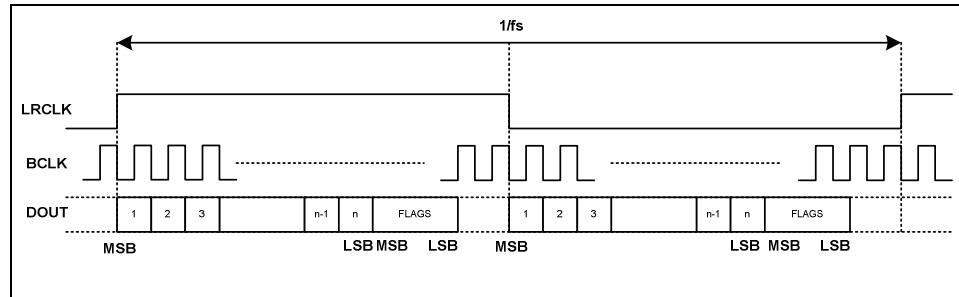 1/fs
LRCLK
BCLK
DOUT 1 2 3 n-1 n FLAGS 1 2 3 n-1 n FLAGS
MSB LSB MSB LSB MSB LSB MSB LSB